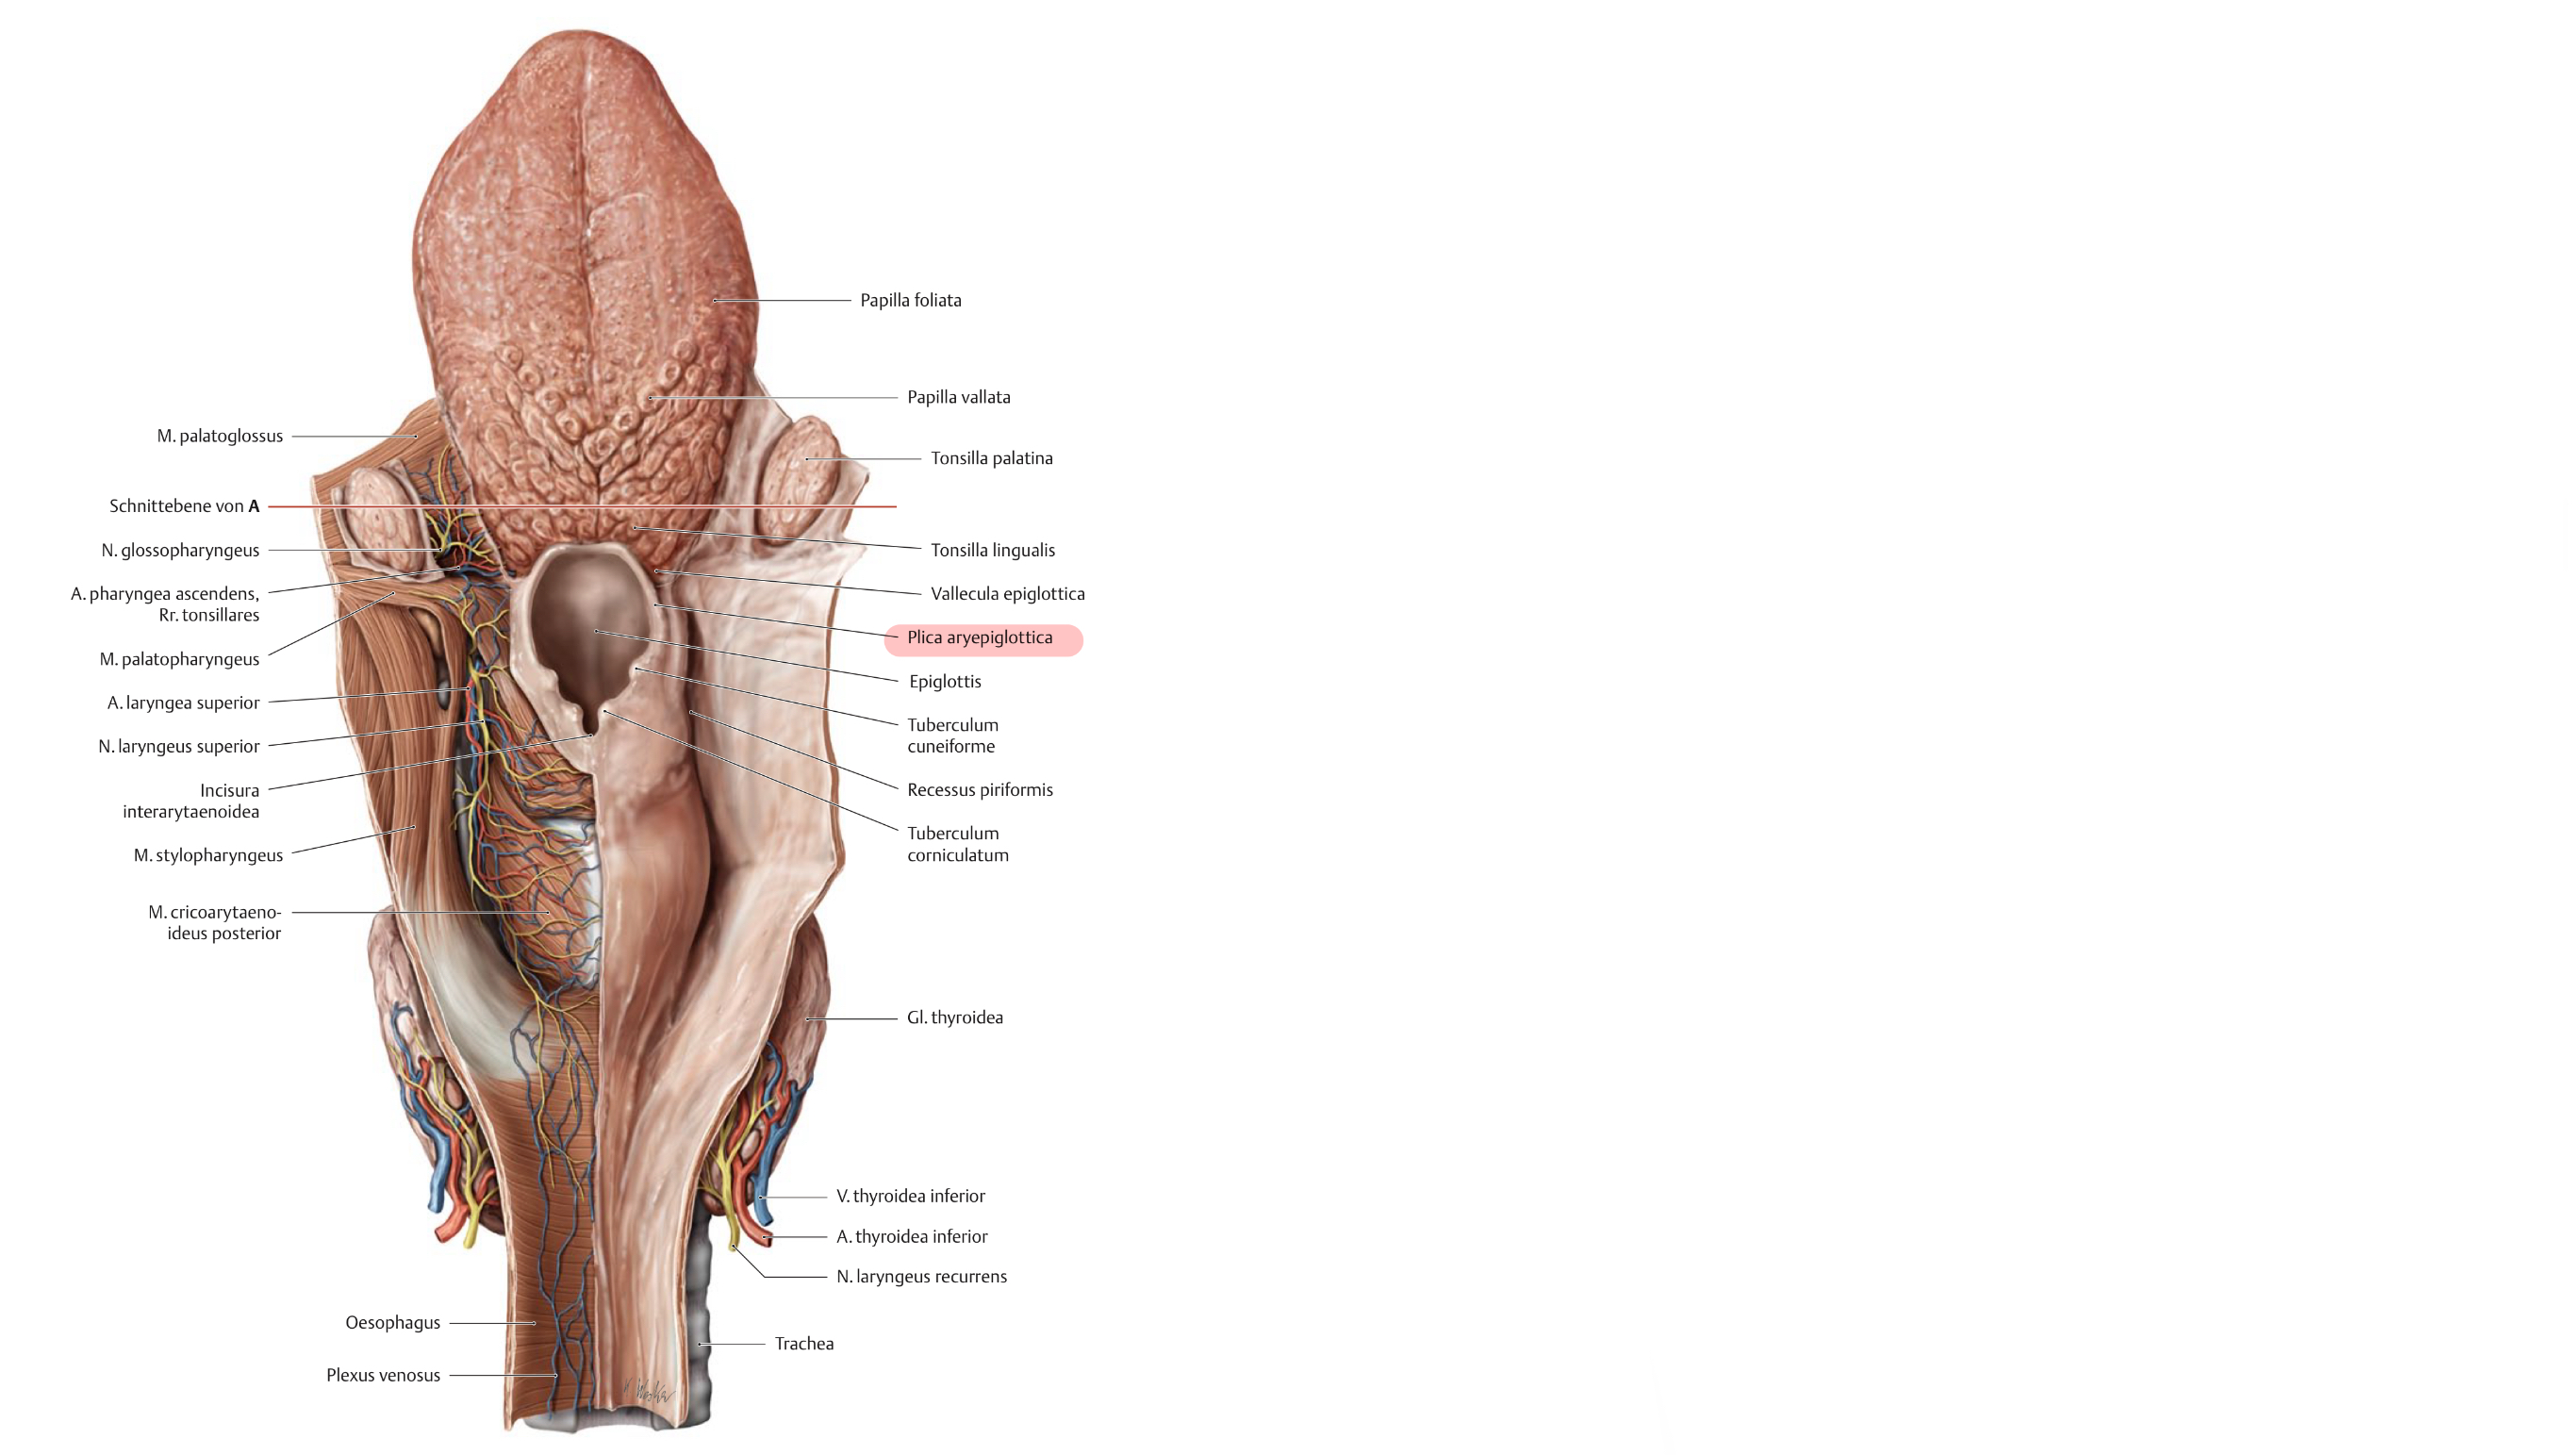 Papilla foliata
Papilla vallata
M. palatoglossus
Tonsilla palatina
Schnittebene von A
N. glossopharyngeus
Tonsilla lingualis
A. pharyngea ascendens,
Rr. tonsillares
Vallecula epiglottica
Plica aryepiglottica
M. palatopharyngeus
Epiglottis
A. laryngea superior
Tuberculum
cuneiforme
N. laryngeus superior
Incisura
interarytaenoidea
Recessus piriformis
Tuberculum
corniculatum
M. stylopharyngeus
M. cricoarytaeno-
ideus posterior
Gl. thyroidea
V. thyroidea inferior
A. thyroidea inferior
N. laryngeus recurrens
Oesophagus
Trachea
Plexus venosus